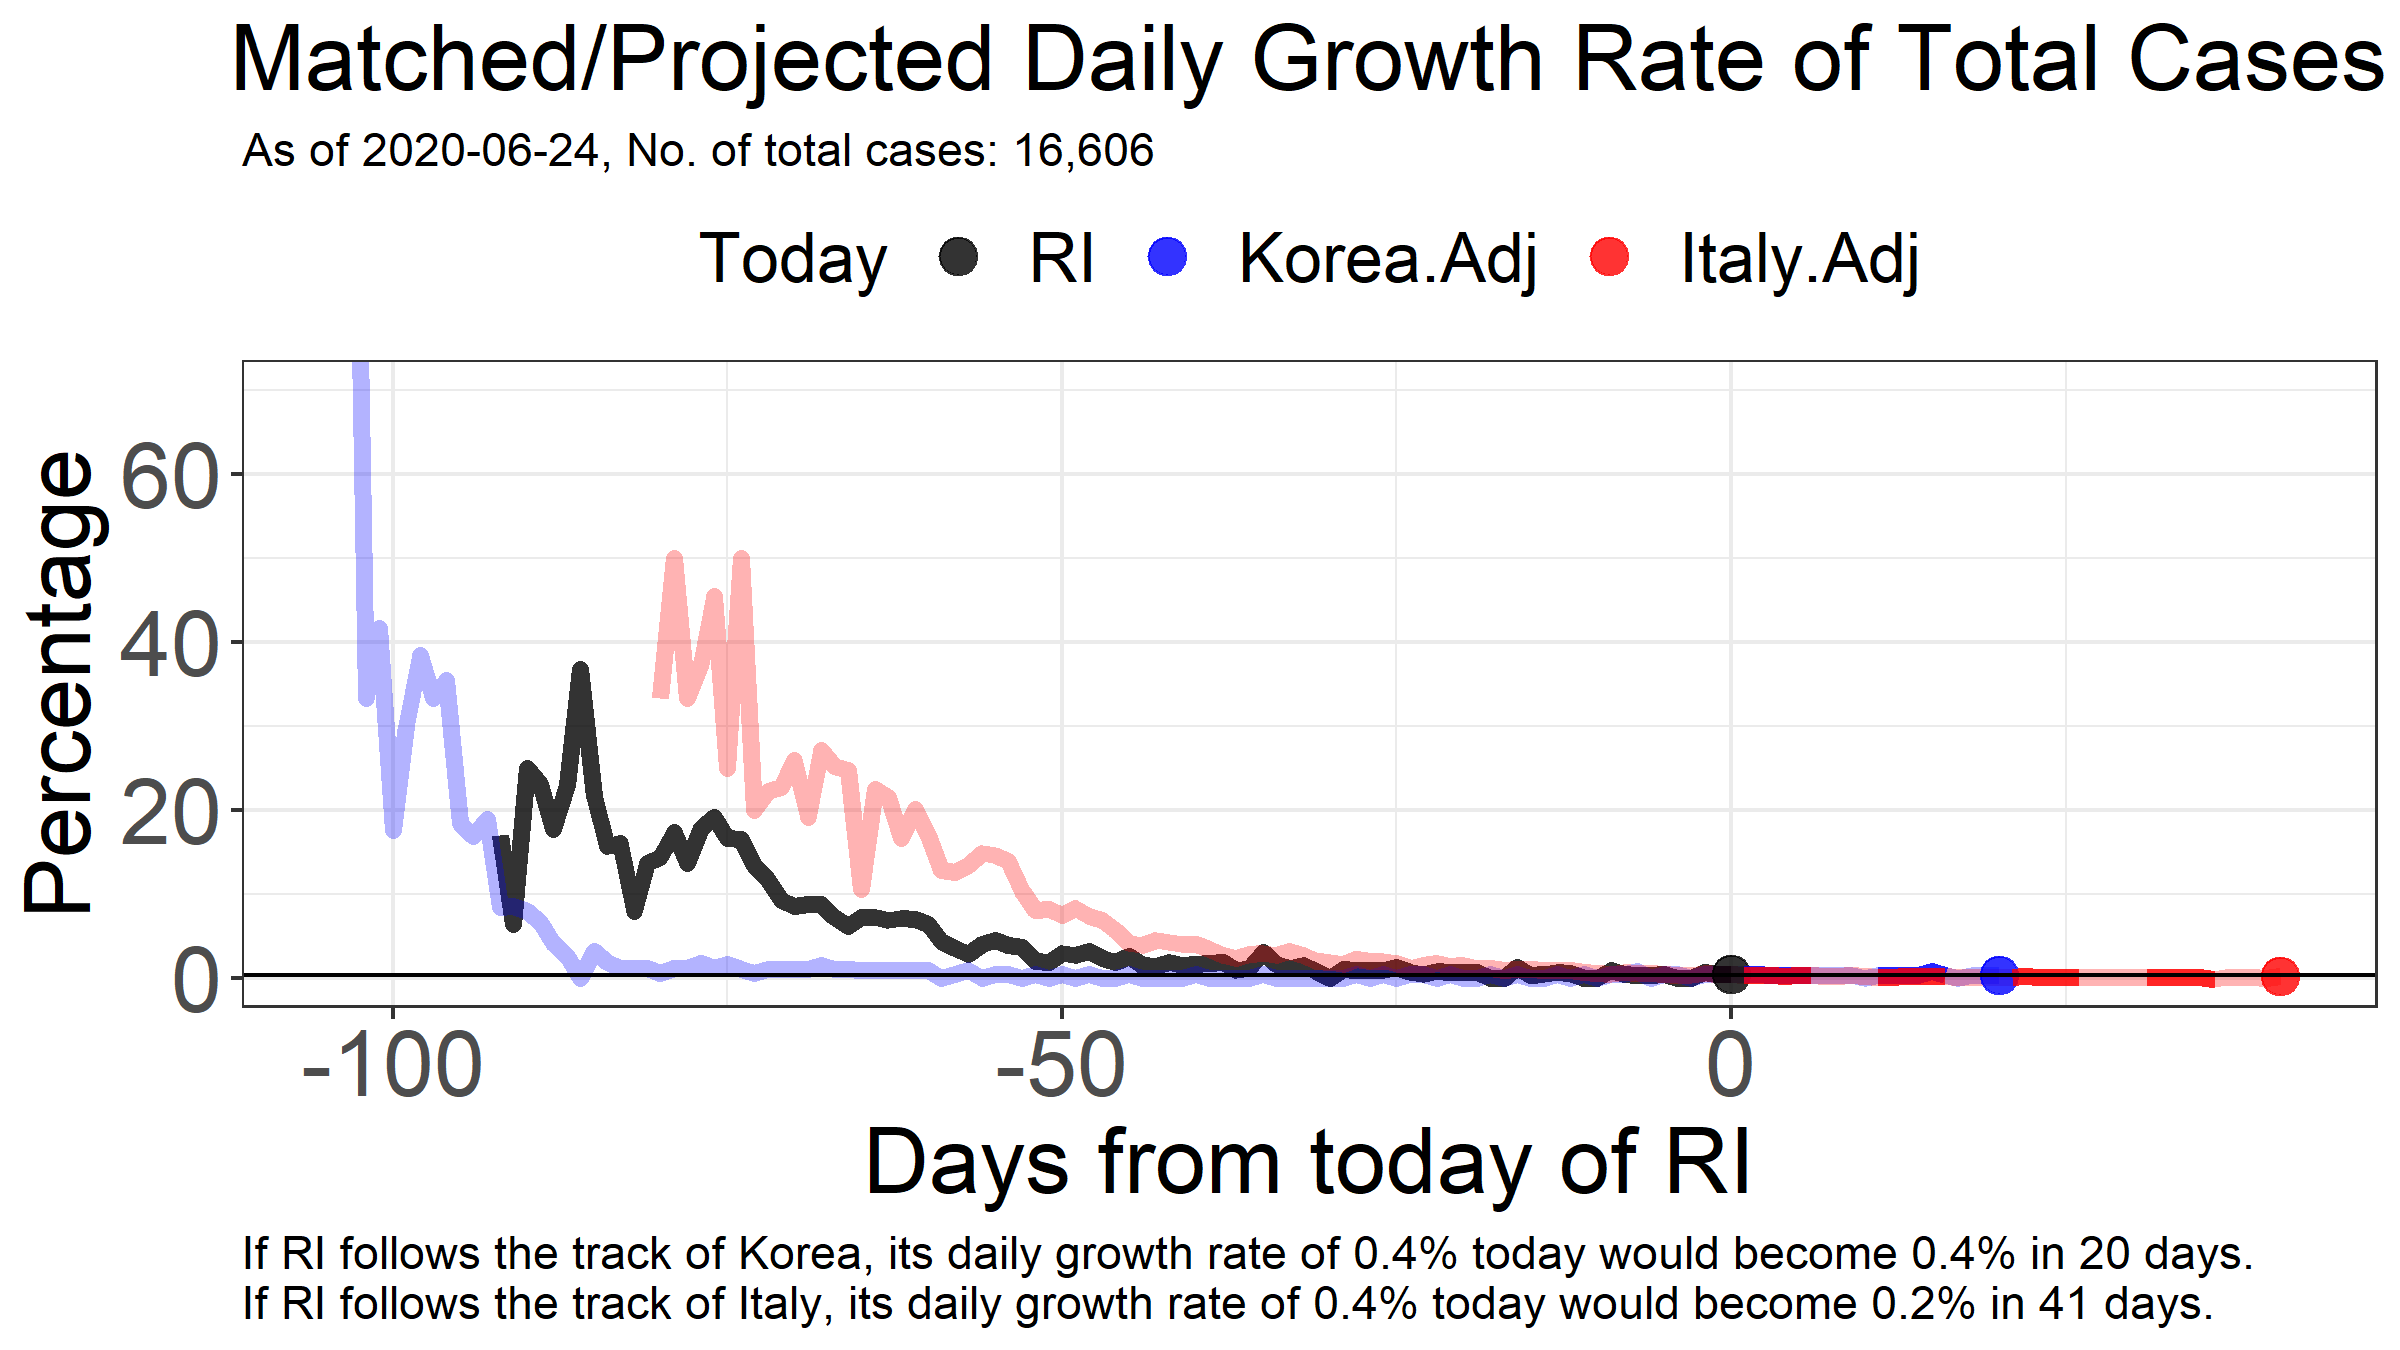 Matched/Projected Daily Growth Rate of Total Cases
As of 2020-06-24, No. of total cases: 16,606
Today RI Korea.Adj Italy.Adj
Percentage
60
40
20
0
-100 -50 0
Days from today of RI
If RI follows the track of Korea, its daily growth rate of 0.4% today would become 0.4% in 20 days.
If RI follows the track of Italy, its daily growth rate of 0.4% today would become 0.2% in 41 days.